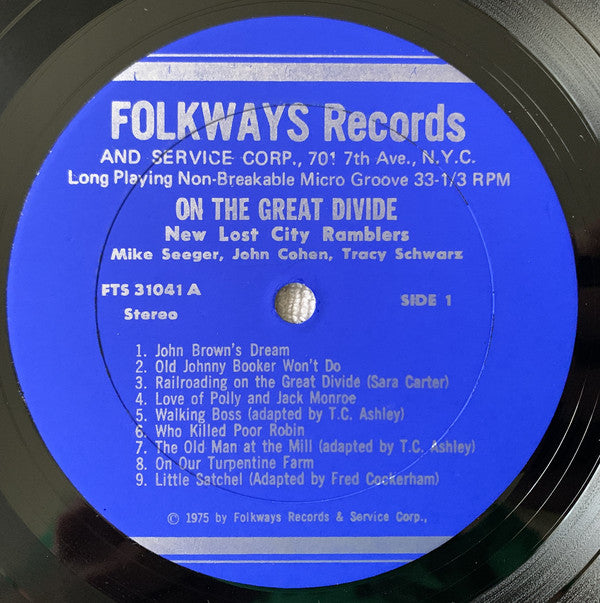 FOLKWAYS Records
AND SERVICE CORP., 701 7th Ave., N.Y.C.
Long Playing Non-Breakable Micro Groove 33-1/3 RPM
ON THE GREAT DIVIDE
New Lost City Ramblers
Mike Seeger, John Cohen, Tracy Schwarz
FTS 31041 A
SIDE 1
Stereo
1. John Brown's Dream
2. Old Johnny Booker Won't Do
3. Railroading on the Great Divide (Sara Carter)
4. Love of Polly and Jack Monroe
5. Walking Boss (adapted by T.C. Ashley)
6. Who Killed Poor Robin
7. The Old Man at the Mill (adapted by T.C. Ashley)
8. On Our Turpentine Farm
9. Little Satchel (Adapted by Fred Cockerham)
© 1975 by Folkways Records & Service Corp.,